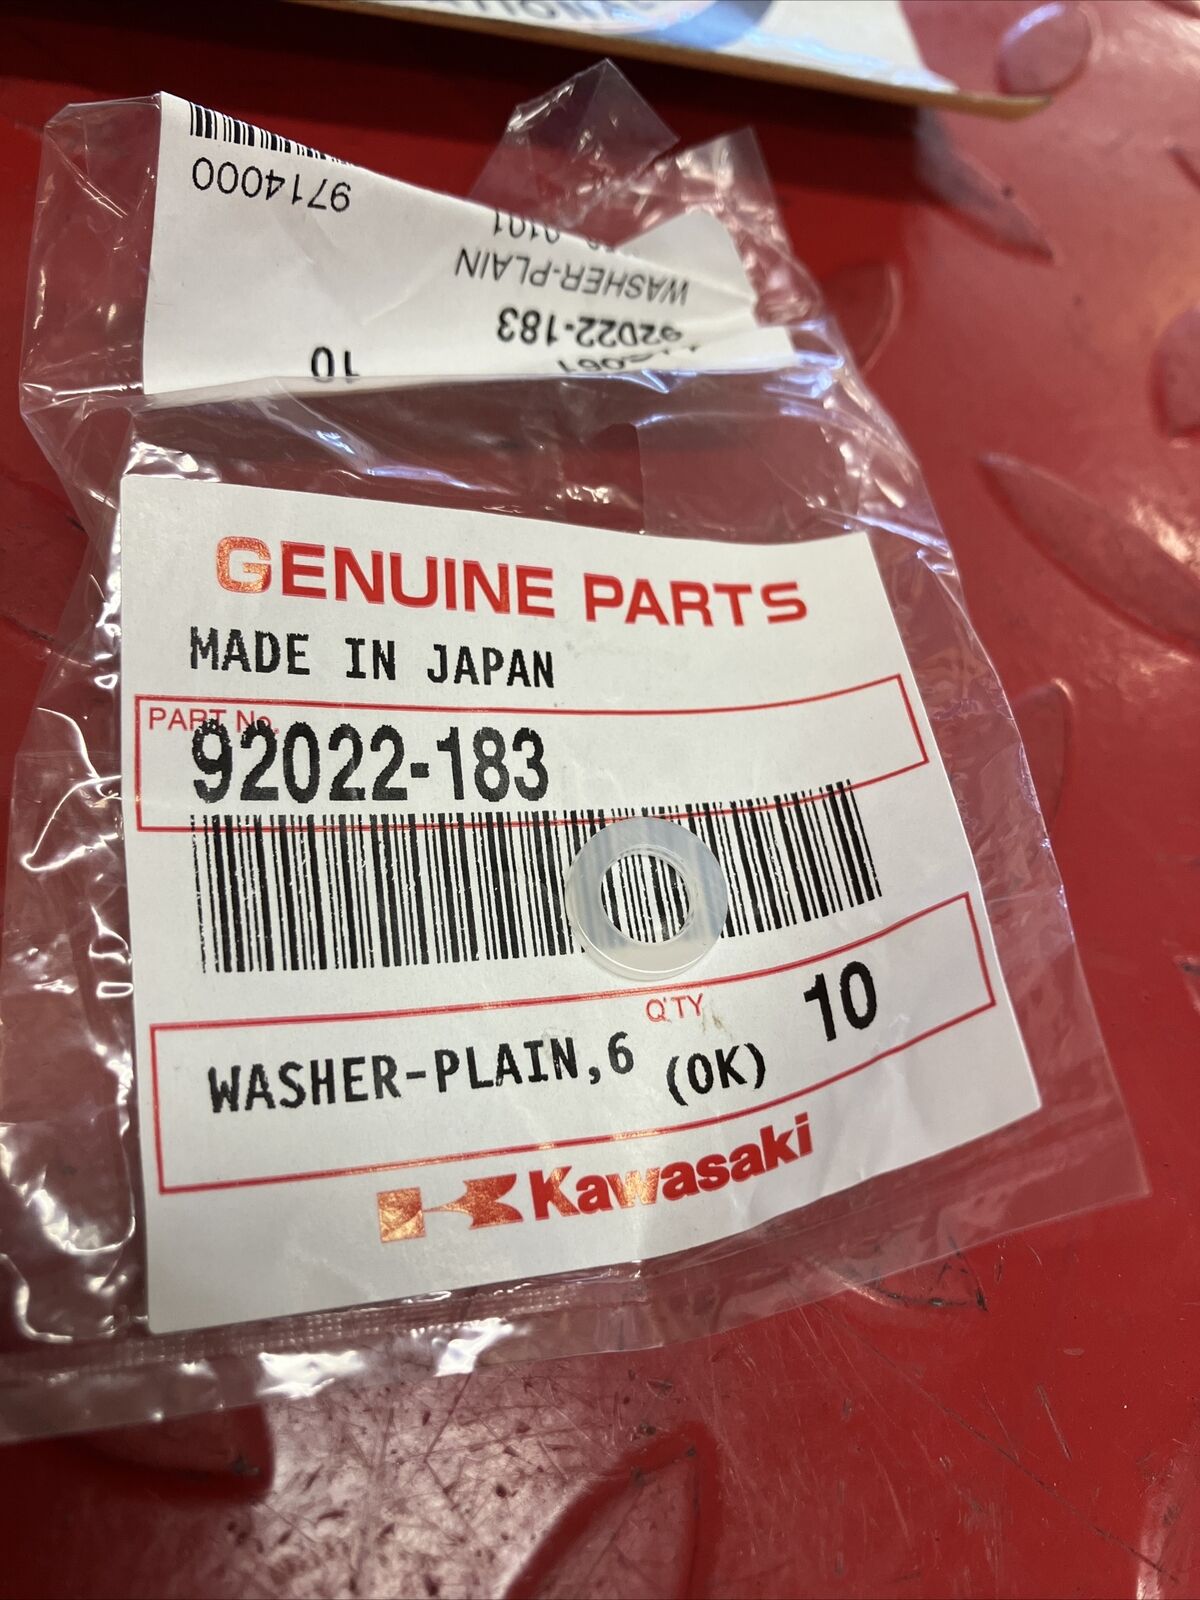 9714000
WASHER-PLAIN
92022-183
10
GENUINE PARTS
MADE IN JAPAN
PART No.
92022-183
Q'TY
10
WASHER-PLAIN,6
(OK)
Kawasaki